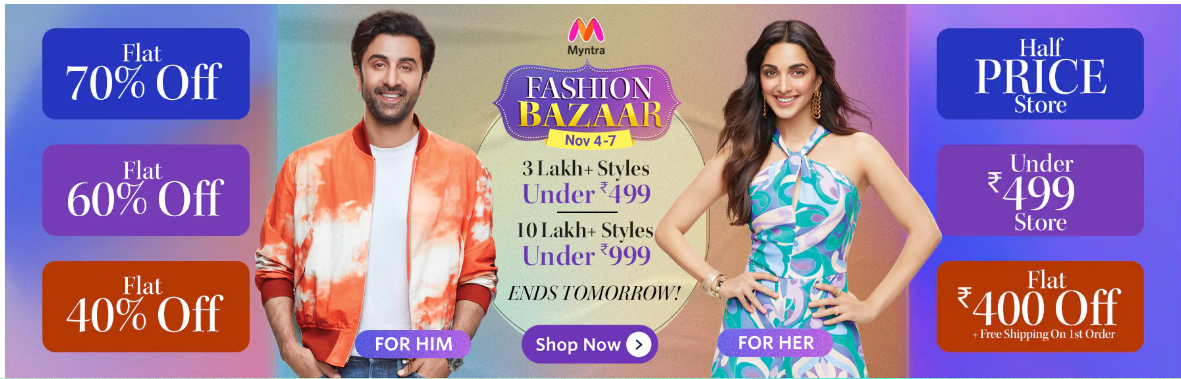 Flat
70% Off
Flat
60% Off
Flat
40% Off
Myntra
FASHION
BAZAAR
Nov 4-7
3 Lakh+ Styles
Under ₹499
10 Lakh+ Styles
Under ₹999
ENDS TOMORROW!
FOR HIM
Shop Now
FOR HER
Half
PRICE
Store
Under
₹499
Store
Flat
₹400 Off
+ Free Shipping On 1st Order